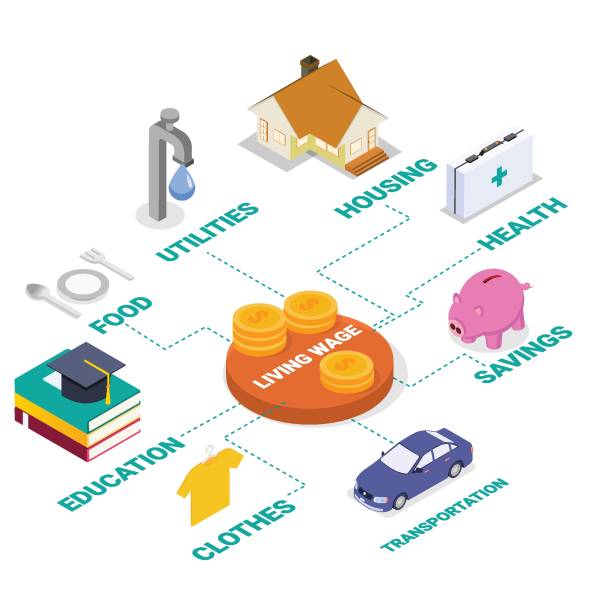 HOUSING
UTILITIES
HEALTH
FOOD
LIVING WAGE
SAVINGS
EDUCATION
CLOTHES
TRANSPORTATION